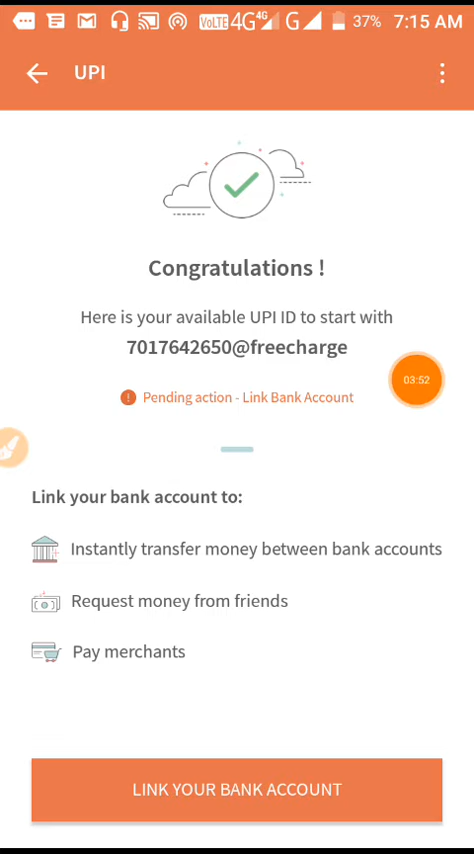 VoLTE 4G 4G G 37% 7:15 AM
UPI
Congratulations !
Here is your available UPI ID to start with
7017642650@freecharge
03:52
! Pending action - Link Bank Account
Link your bank account to:
Instantly transfer money between bank accounts
Request money from friends
Pay merchants
LINK YOUR BANK ACCOUNT